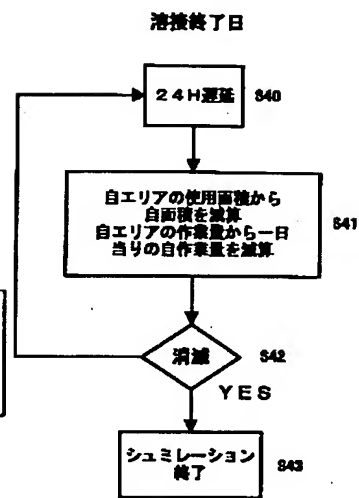 溶接終了日
24H遅延
S40
自エリアの使用面積から
自面積を減算
自エリアの作業量から一日
当りの自作業量を減算
S41
消滅
S42
YES
シュミレーション
終了
S43